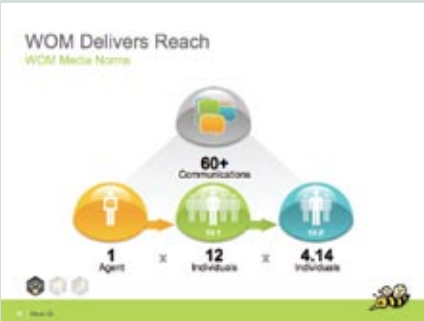 WOM Delivers Reach
WOM Media Norms
60+
Communications
1
Agent
x
12
Individuals
x
4.14
Individuals